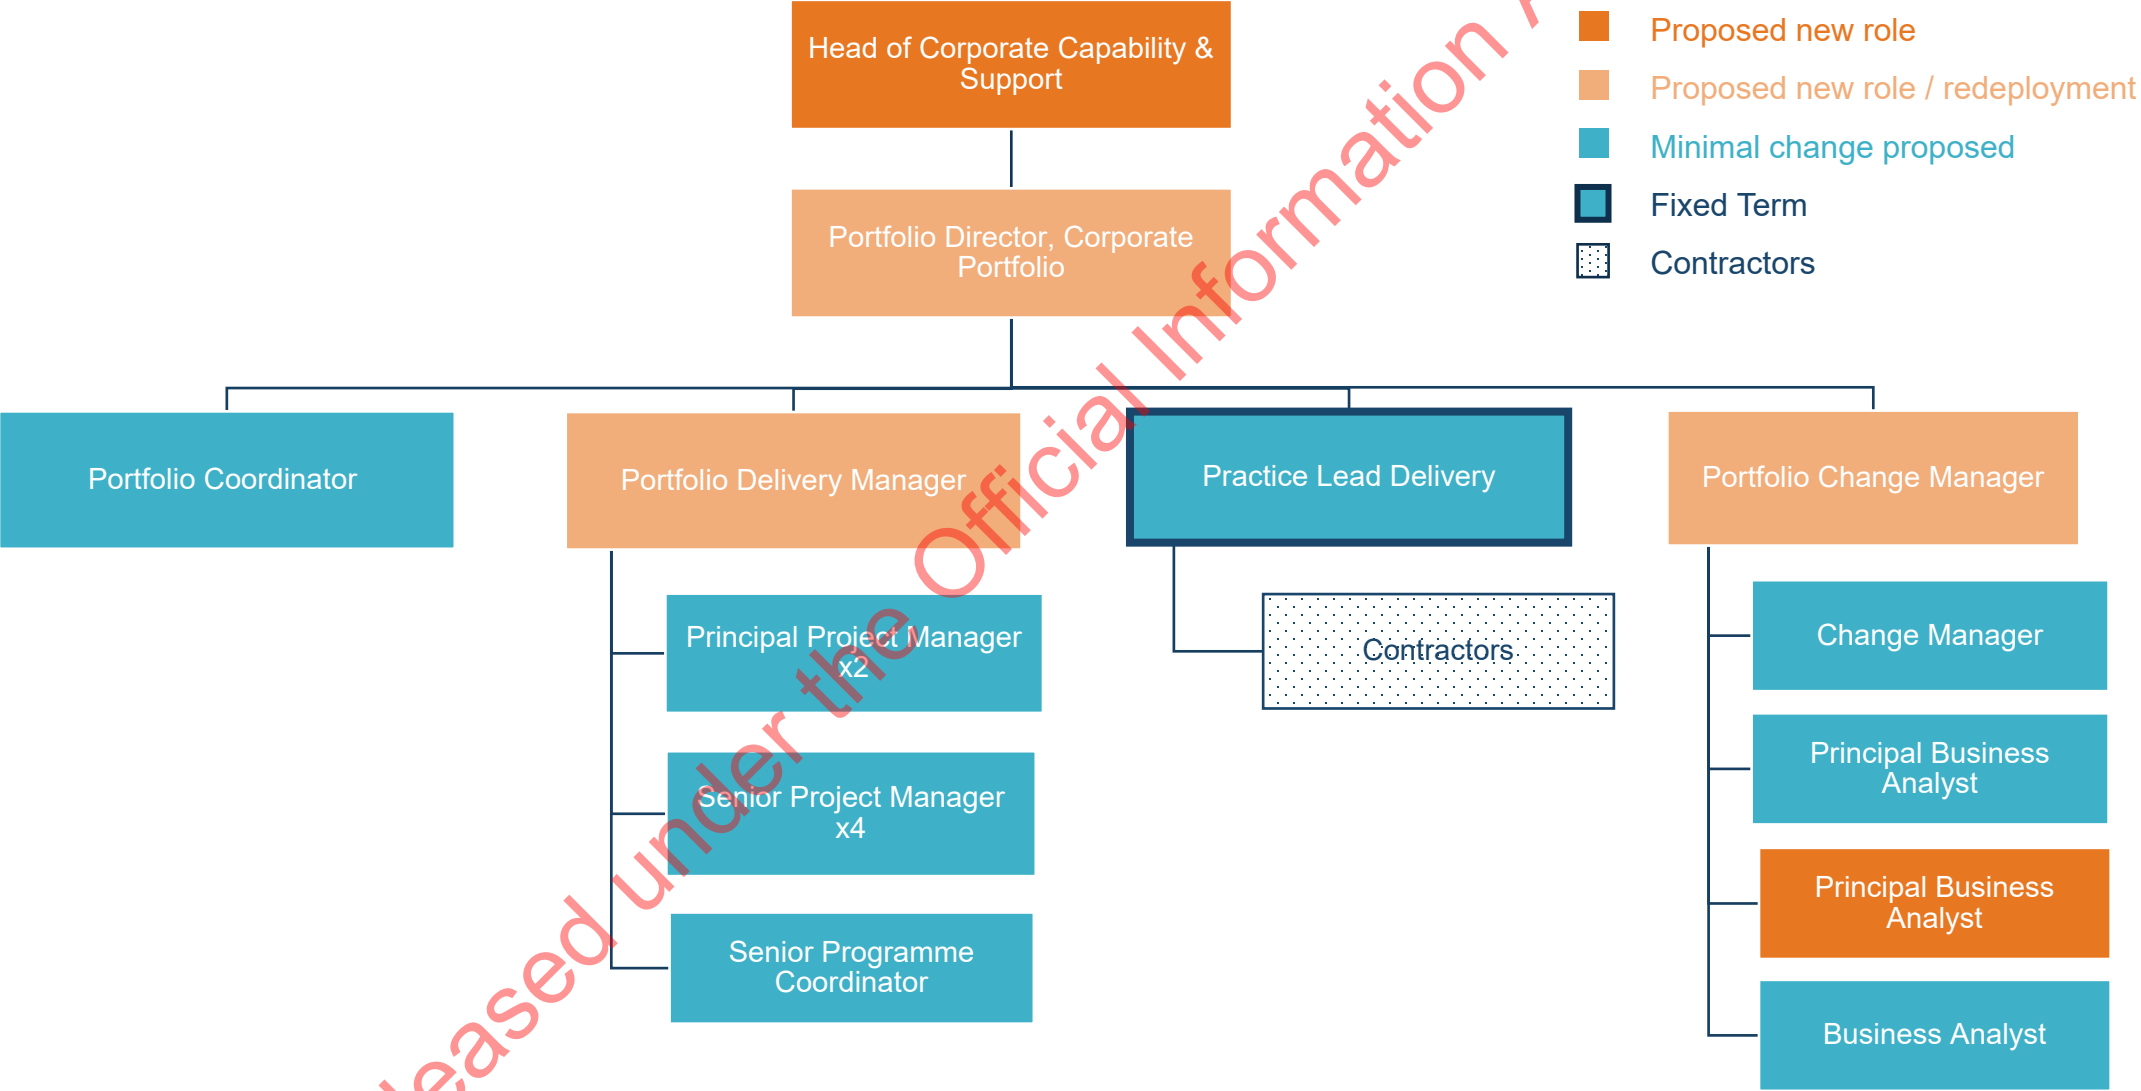 Head of Corporate Capability &
Support
Proposed new role
Proposed new role / redeployment
Minimal change proposed
Fixed Term
Contractors
Portfolio Director, Corporate
Portfolio
Portfolio Coordinator
Portfolio Delivery Manager
Practice Lead Delivery
Portfolio Change Manager
Principal Project Manager
x2
Senior Project Manager
x4
Senior Programme
Coordinator
Contractors
Change Manager
Principal Business
Analyst
Principal Business
Analyst
Business Analyst
under the Official Information